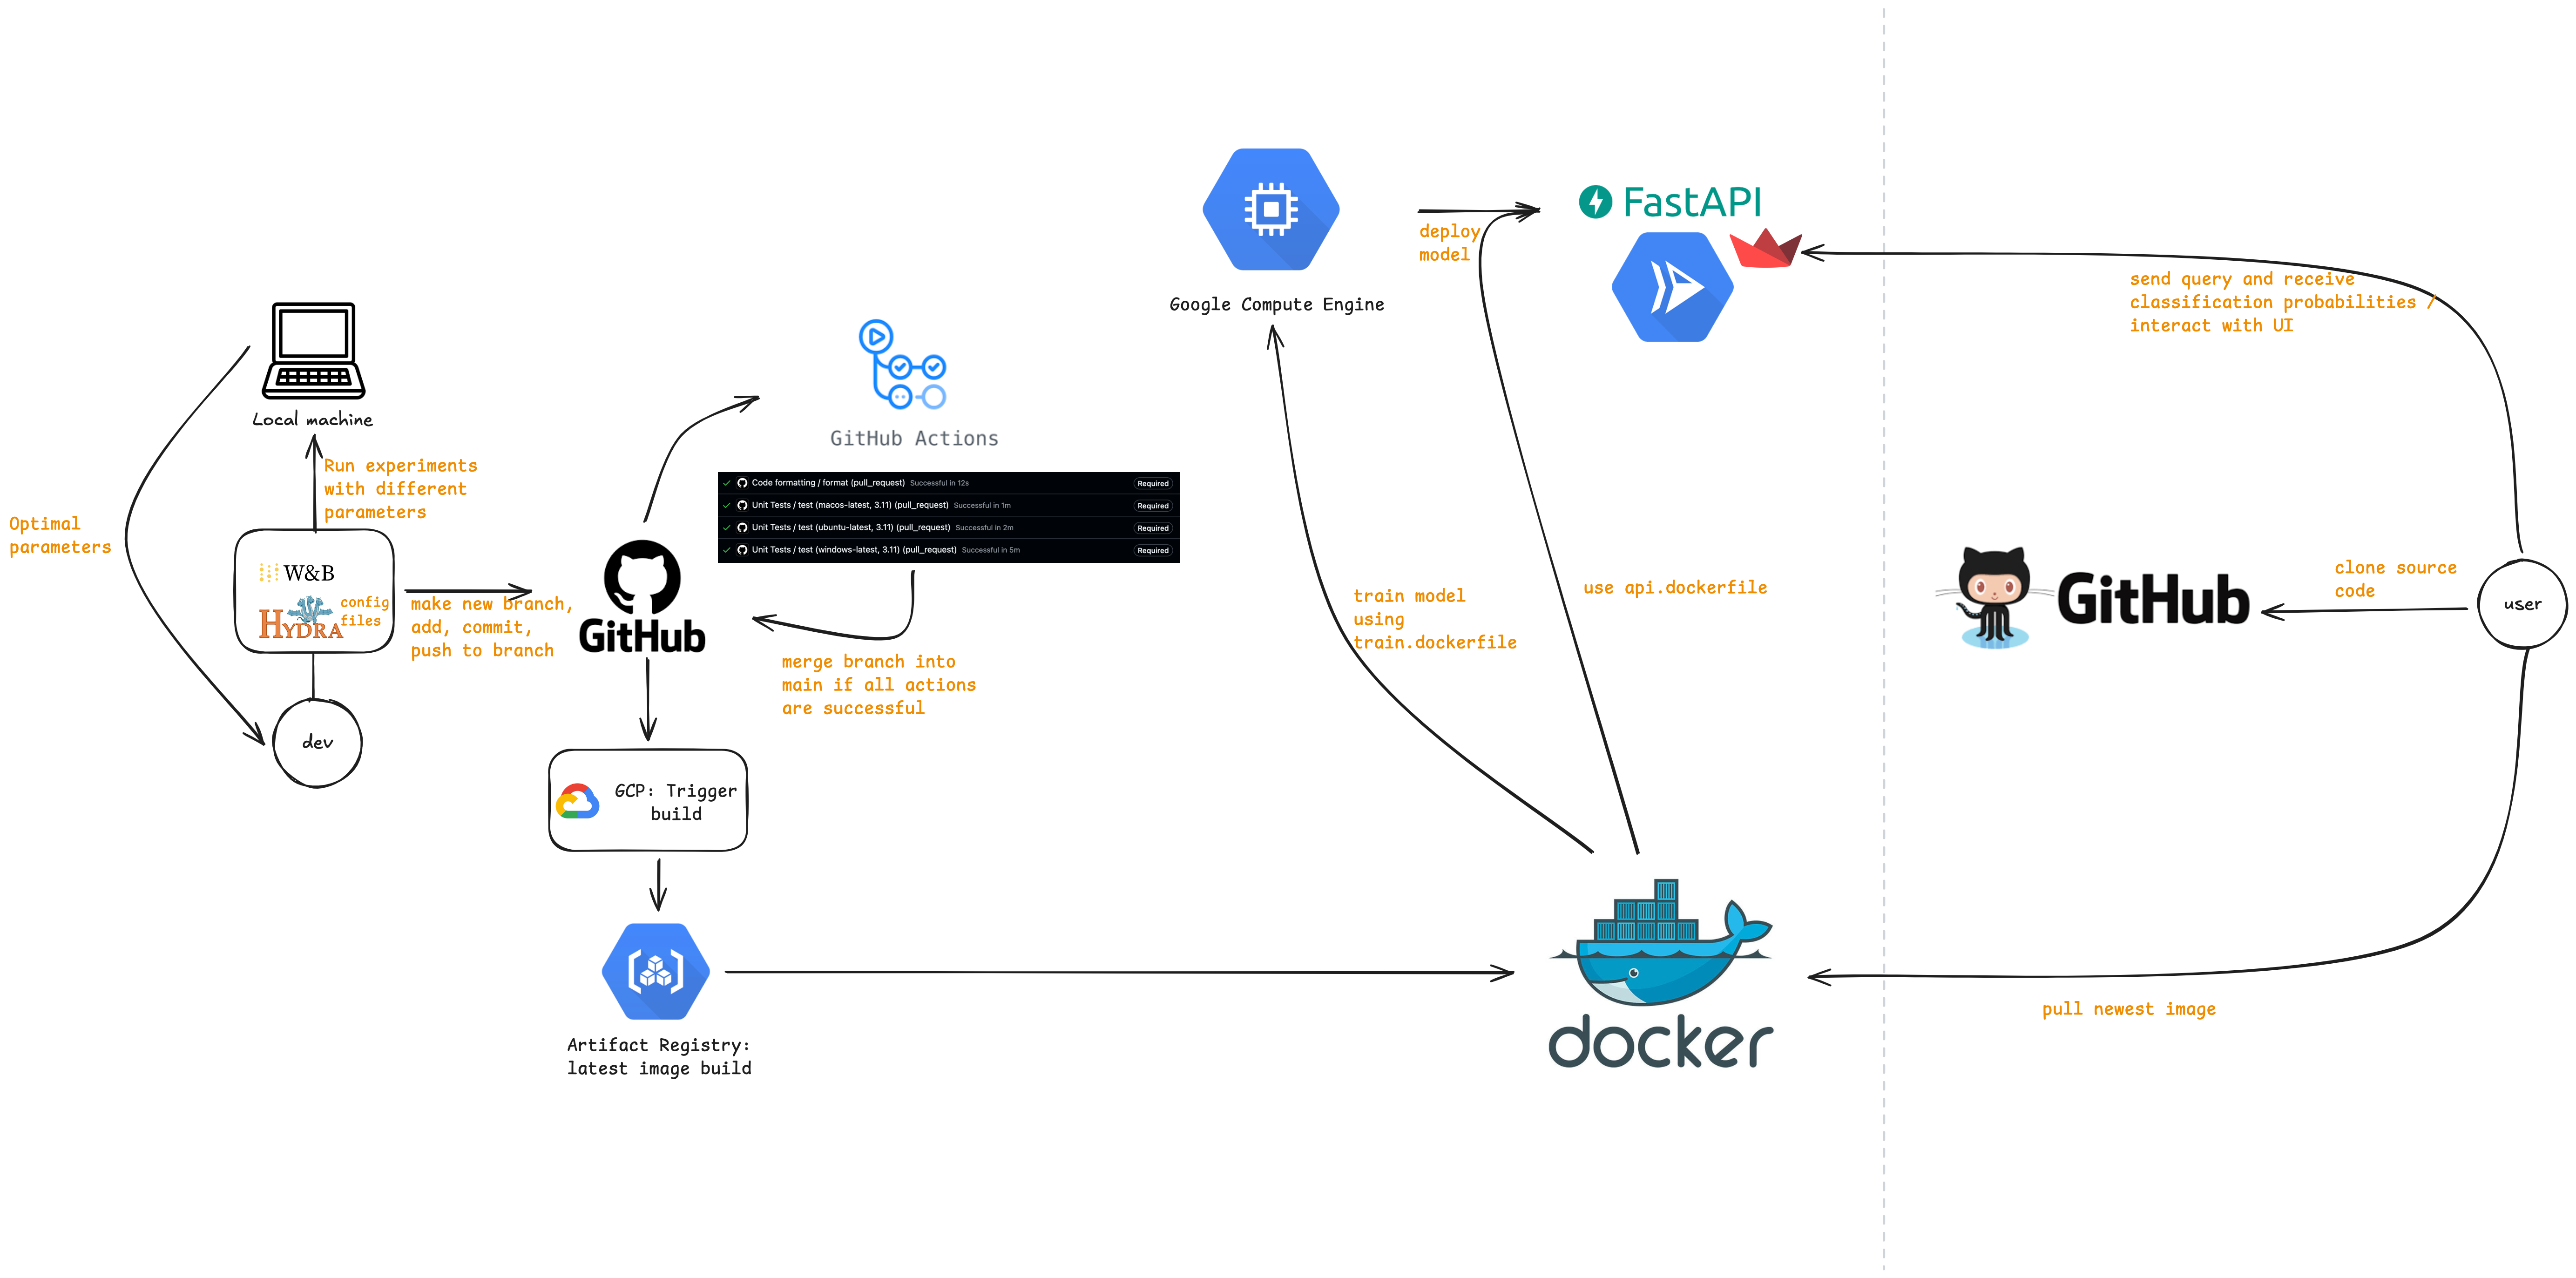 Local machine
Run experiments
with different
parameters
Optimal
parameters
W&B
HYDRA
config
files
dev
make new branch,
add, commit,
push to branch
GitHub
GitHub Actions
Code formatting / format (pull_request) Successful in 12s Required
Unit Tests / test (macos-latest, 3.11) (pull_request) Successful in 1m Required
Unit Tests / test (ubuntu-latest, 3.11) (pull_request) Successful in 2m Required
Unit Tests / test (windows-latest, 3.11) (pull_request) Successful in 5m Required
merge branch into
main if all actions
are successful
GCP: Trigger
build
Artifact Registry:
latest image build
Google Compute Engine
deploy
model
FastAPI
train model
using
train.dockerfile
use api.dockerfile
docker
send query and receive
classification probabilities /
interact with UI
GitHub
clone source
code
user
pull newest image